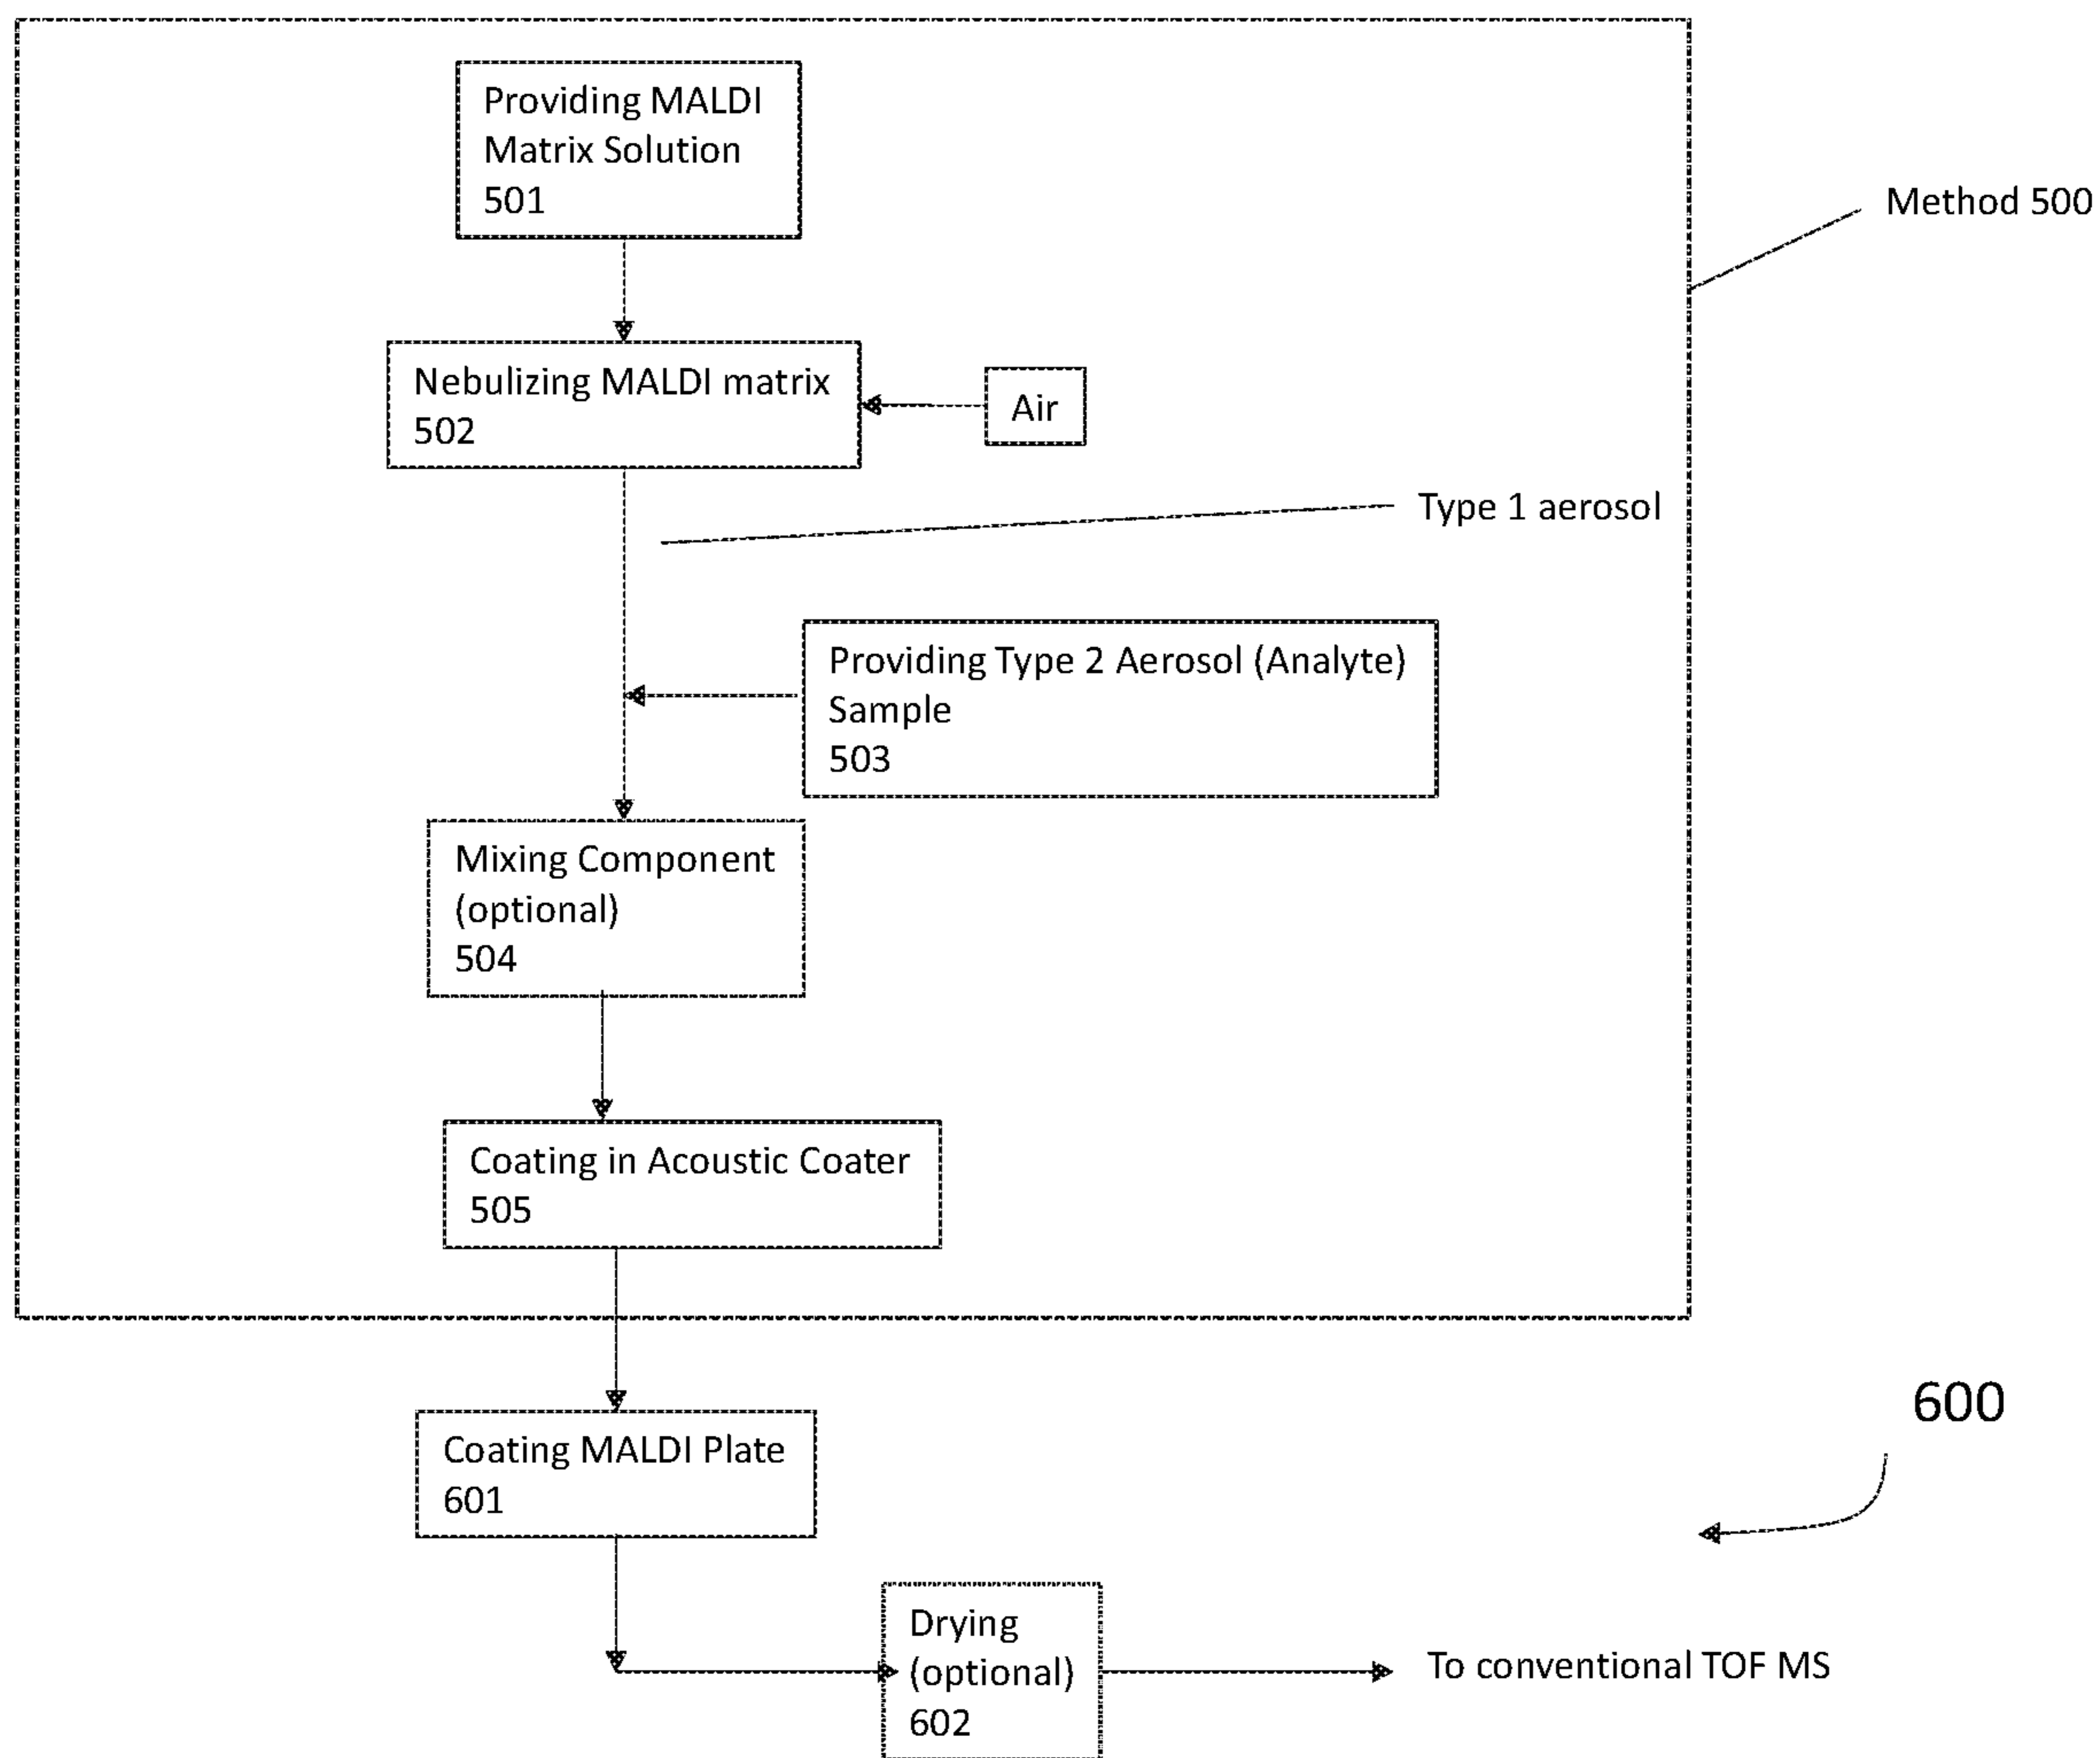 Providing MALDI
Matrix Solution
501
Method 500
Nebulizing MALDI matrix
502
Air
Type 1 aerosol
Providing Type 2 Aerosol (Analyte)
Sample
503
Mixing Component
(optional)
504
Coating in Acoustic Coater
505
600
Coating MALDI Plate
601
Drying
(optional)
602
To conventional TOF MS